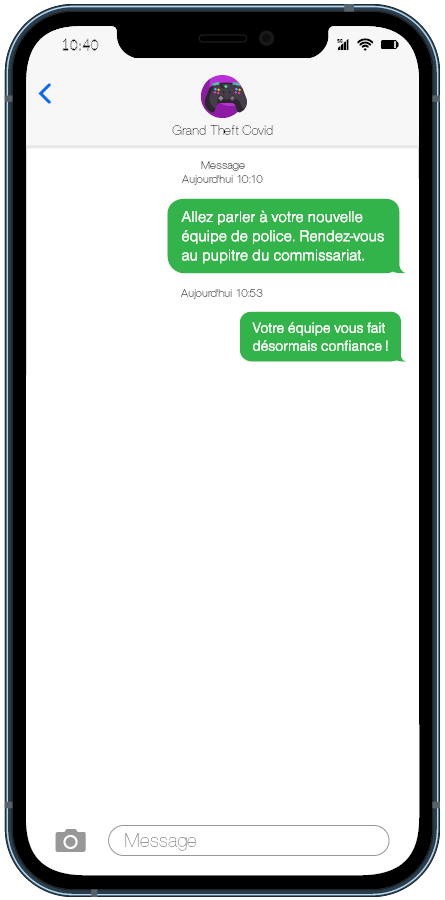 10:40
5G
Grand Theft Covid
Message
Aujourd'hui 10:10
Allez parler à votre nouvelle
équipe de police. Rendez-vous
au pupitre du commissariat.
Aujourd'hui 10:53
Votre équipe vous fait
désormais confiance !
Message